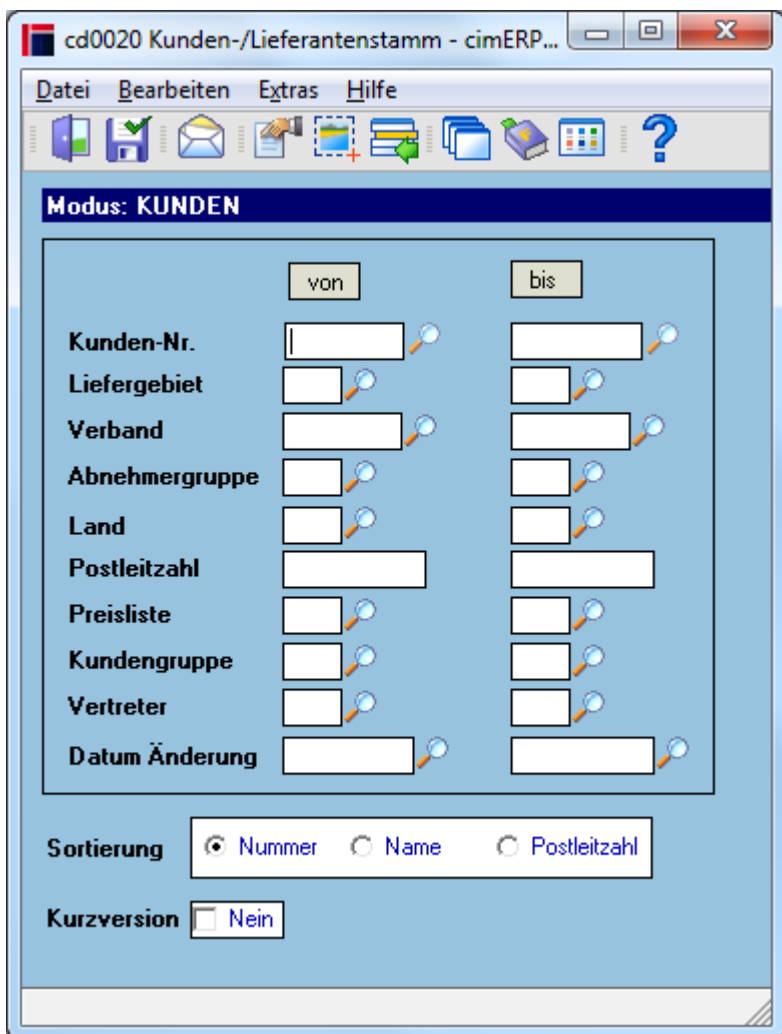 cd0020 Kunden-/Lieferantenstamm - cimERP...
Datei Bearbeiten Extras Hilfe
Modus: KUNDEN
von bis
Kunden-Nr.
Liefergebiet
Verband
Abnehmergruppe
Land
Postleitzahl
Preisliste
Kundengruppe
Vertreter
Datum Änderung
Sortierung Nummer Name Postleitzahl
Kurzversion Nein